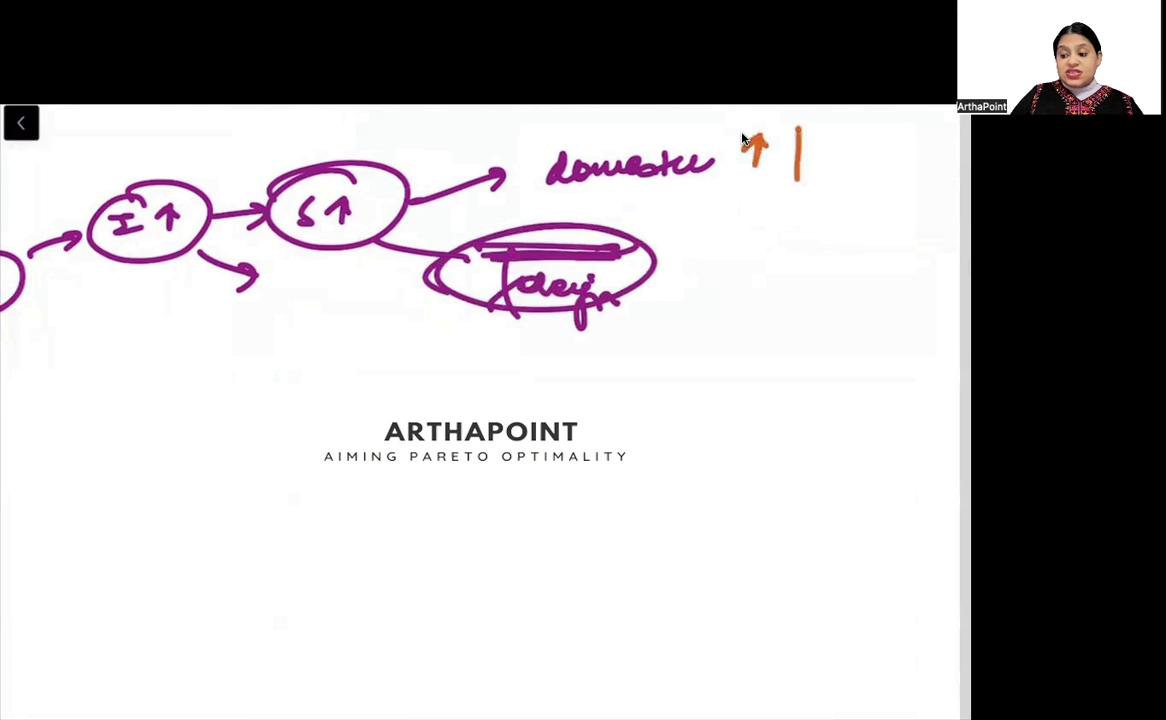 ArthaPoint
domestic ↑ |
I↑ → S↑
foreign
ARTHAPOINT
AIMING PARETO OPTIMALITY